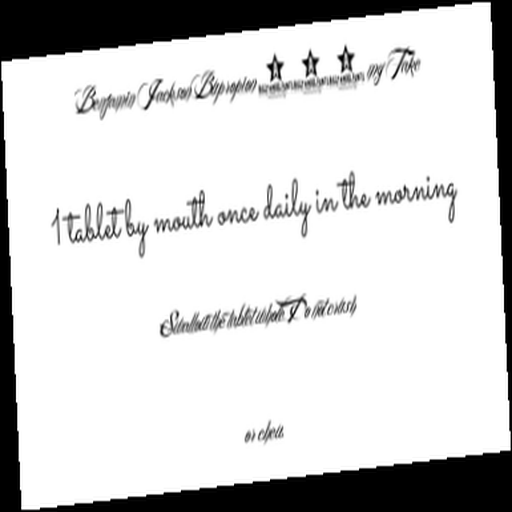 Benjamin Jackson Bupropion mg Take
1 tablet by mouth once daily in the morning
Swallow the tablet whole Do not crush
or chew